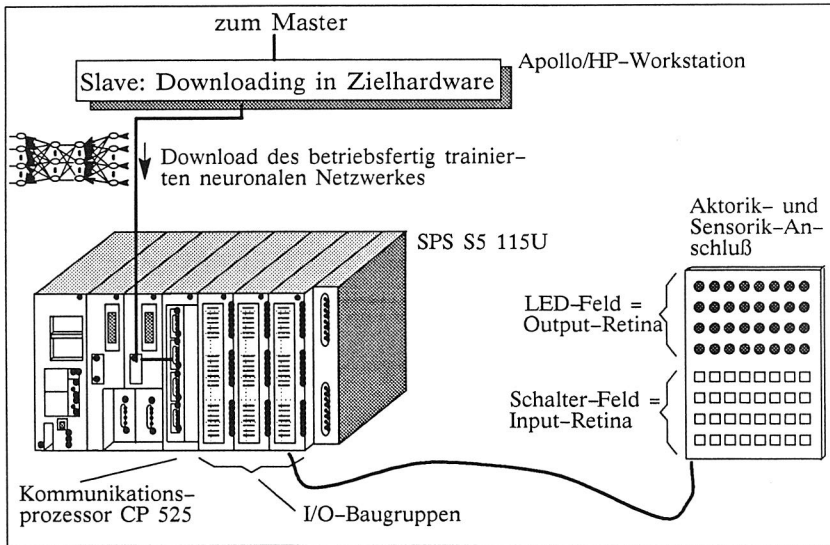 zum Master
Apollo/HP-Workstation
Slave: Downloading in Zielhardware
Download des betriebsfertig trainier-
ten neuronalen Netzwerkes
SPS S5 115U
Aktorik- und
Sensorik-An-
schluß
LED-Feld =
Output-Retina
Schalter-Feld =
Input-Retina
Kommunikations-
prozessor CP 525
I/O-Baugruppen